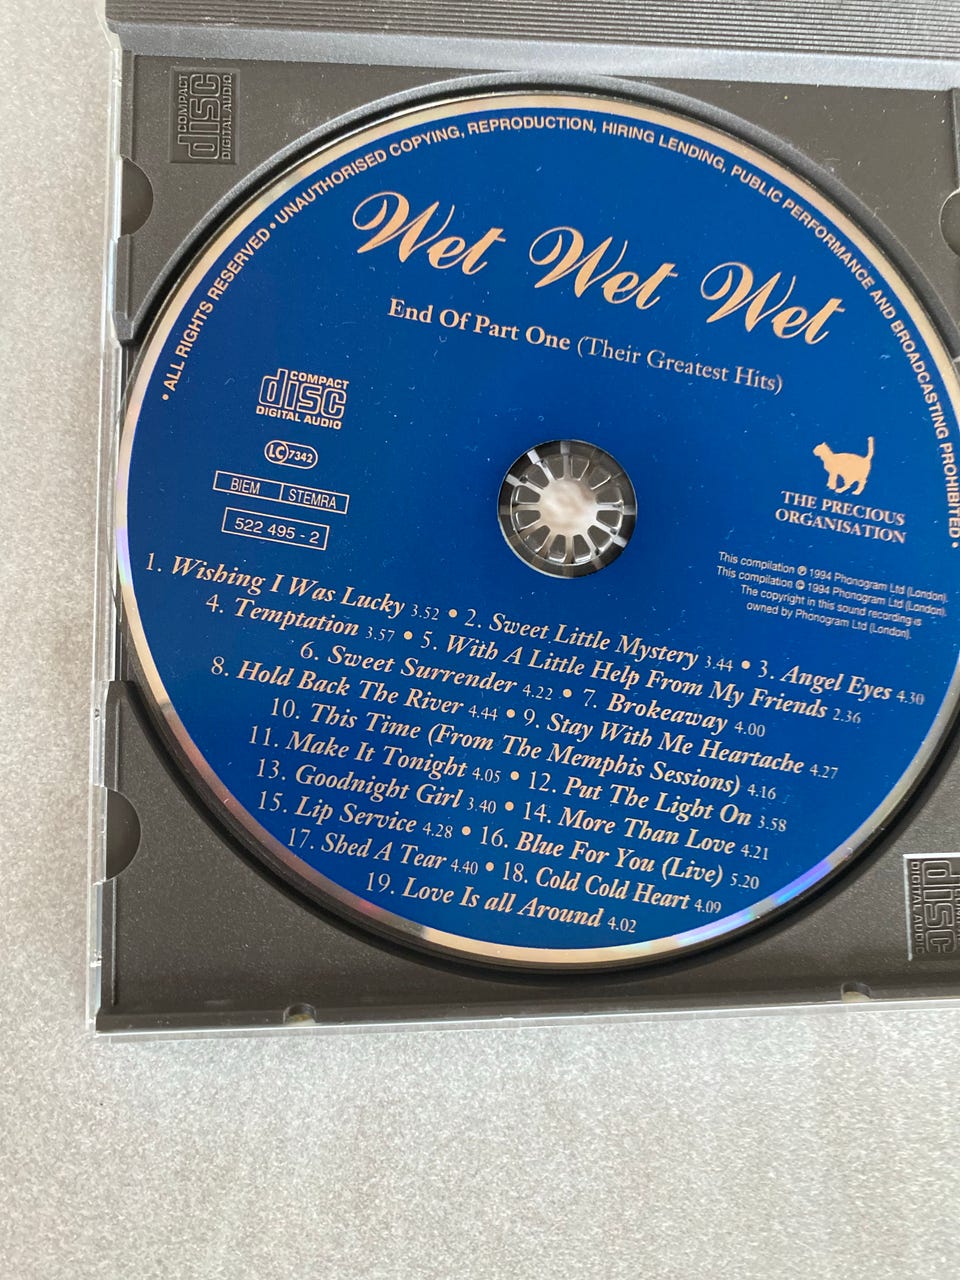 COMPACT
disc
DIGITAL AUDIO
• ALL RIGHTS RESERVED • UNAUTHORISED COPYING, REPRODUCTION, HIRING LENDING, PUBLIC PERFORMANCE AND BROADCASTING PROHIBITED •
Wet Wet Wet
End Of Part One (Their Greatest Hits)
COMPACT
disc
DIGITAL AUDIO
LC 7342
BIEM STEMRA
522 495 - 2
THE PRECIOUS
ORGANISATION
This compilation ℗ 1994 Phonogram Ltd (London).
This compilation © 1994 Phonogram Ltd (London).
The copyright in this sound recording is
owned by Phonogram Ltd (London).
1. Wishing I Was Lucky 3.52 • 2. Sweet Little Mystery 3.44 • 3. Angel Eyes 4.30
4. Temptation 3.57 • 5. With A Little Help From My Friends 2.36
6. Sweet Surrender 4.22 • 7. Brokeaway 4.00
8. Hold Back The River 4.44 • 9. Stay With Me Heartache 4.27
10. This Time (From The Memphis Sessions) 4.16
11. Make It Tonight 4.05 • 12. Put The Light On 3.58
13. Goodnight Girl 3.40 • 14. More Than Love 4.21
15. Lip Service 4.28 • 16. Blue For You (Live) 5.20
17. Shed A Tear 4.40 • 18. Cold Cold Heart 4.09
19. Love Is all Around 4.02
disc
DIGITAL AUDIO